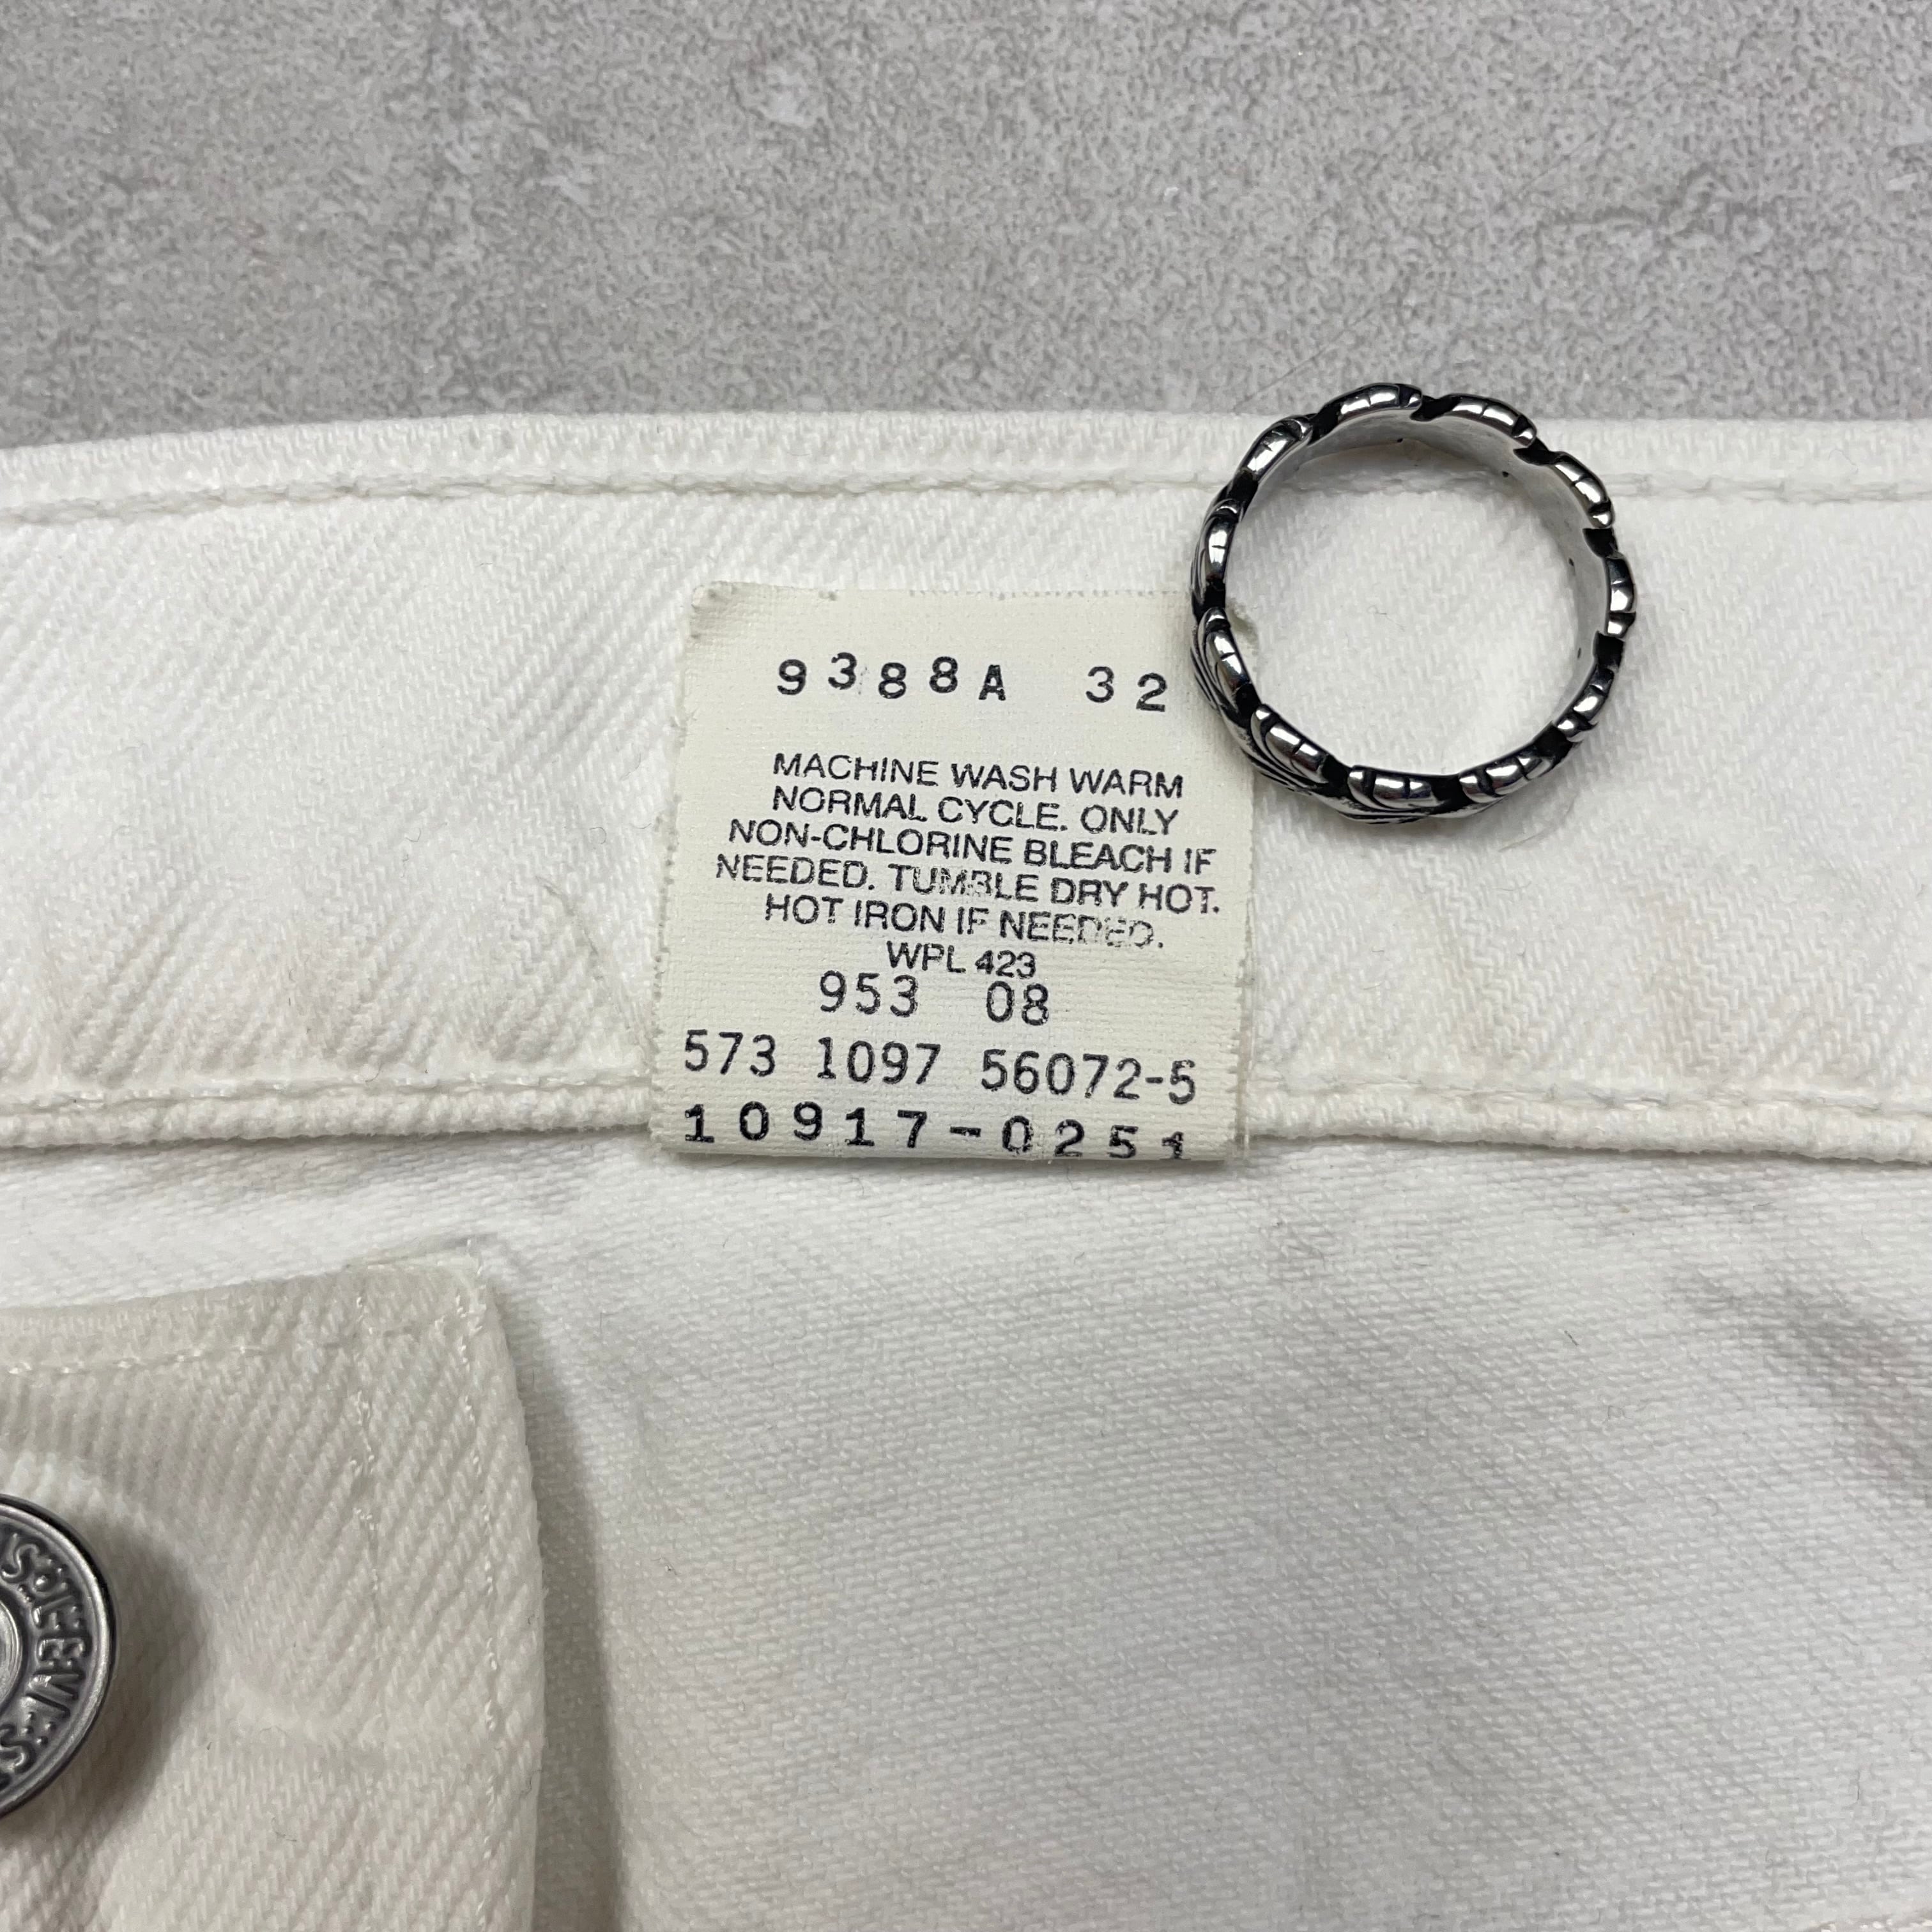 9388A 32
MACHINE WASH WARM
NORMAL CYCLE. ONLY
NON-CHLORINE BLEACH IF
NEEDED. TUMBLE DRY HOT.
HOT IRON IF NEEDED.
WPL 423
953 08
573 1097 56072-5
10917-0251
LEVI